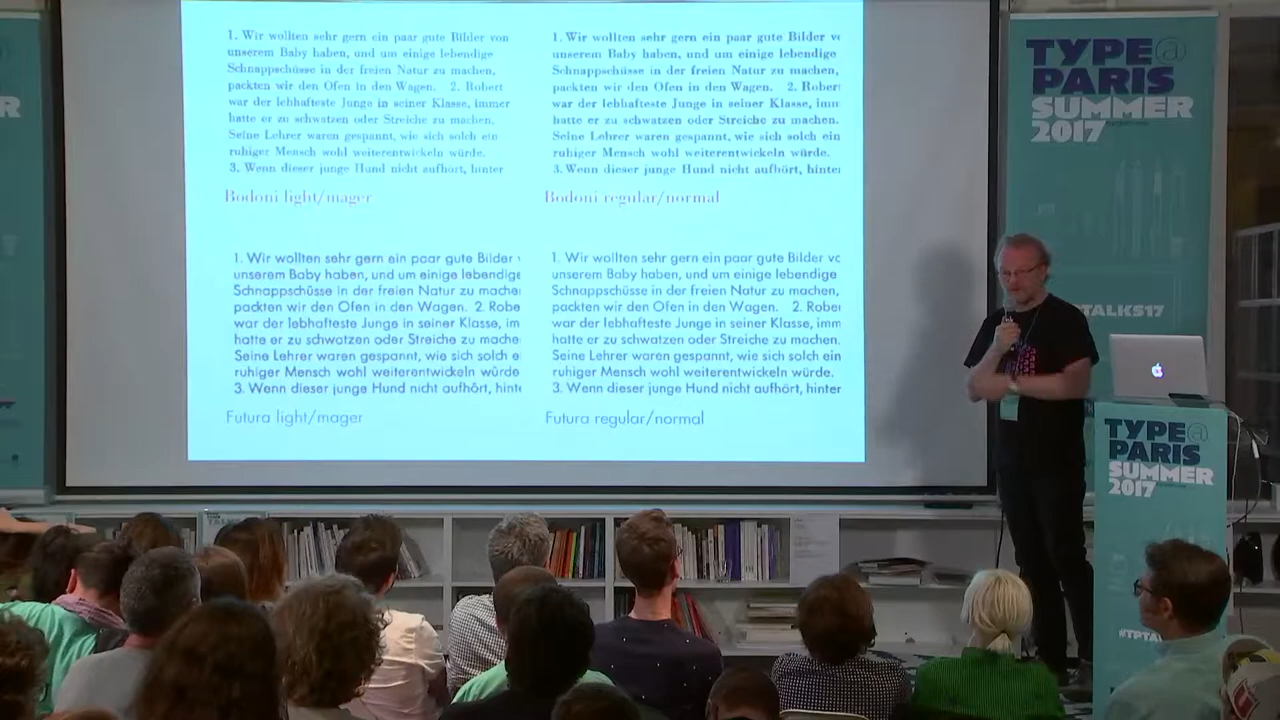 1. Wir wollten sehr gern ein paar gute Bilder von
unserem Baby haben, und um einige lebendige
Schnappschüsse in der freien Natur zu machen,
packten wir den Ofen in den Wagen. 2. Robert
war der lebhafteste Junge in seiner Klasse, immer
hatte er zu schwatzen oder Streiche zu machen.
Seine Lehrer waren gespannt, wie sich solch ein
ruhiger Mensch wohl weiterentwickeln würde.
3. Wenn dieser junge Hund nicht aufhört, hinter
Bodoni light/mager
1. Wir wollten sehr gern ein paar gute Bilder vo
unserem Baby haben, und um einige lebendige
Schnappschüsse in der freien Natur zu machen,
packten wir den Ofen in den Wagen. 2. Rober
war der lebhafteste Junge in seiner Klasse, imm
hatte er zu schwatzen oder Streiche zu machen.
Seine Lehrer waren gespannt, wie sich solch ein
ruhiger Mensch wohl weiterentwickeln würde.
3. Wenn dieser junge Hund nicht aufhört, hinter
Bodoni regular/normal
1. Wir wollten sehr gern ein paar gute Bilder v
unserem Baby haben, und um einige lebendige
Schnappschüsse in der freien Natur zu mache
packten wir den Ofen in den Wagen. 2. Robe
war der lebhafteste Junge in seiner Klasse, im
hatte er zu schwatzen oder Streiche zu mache
Seine Lehrer waren gespannt, wie sich solch e
ruhiger Mensch wohl weiterentwickeln würde
3. Wenn dieser junge Hund nicht aufhört, hinte
Futura light/mager
1. Wir wollten sehr gern ein paar gute Bilder vo
unserem Baby haben, und um einige lebendige
Schnappschüsse in der freien Natur zu machen,
packten wir den Ofen in den Wagen. 2. Rober
war der lebhafteste Junge in seiner Klasse, imm
hatte er zu schwatzen oder Streiche zu machen.
Seine Lehrer waren gespannt, wie sich solch ein
ruhiger Mensch wohl weiterentwickeln würde.
3. Wenn dieser junge Hund nicht aufhört, hinter
Futura regular/normal
TYPE@
PARIS
SUMMER
2017
TALKS17
TYPE@
PARIS
SUMMER
2017
#TPTA
R